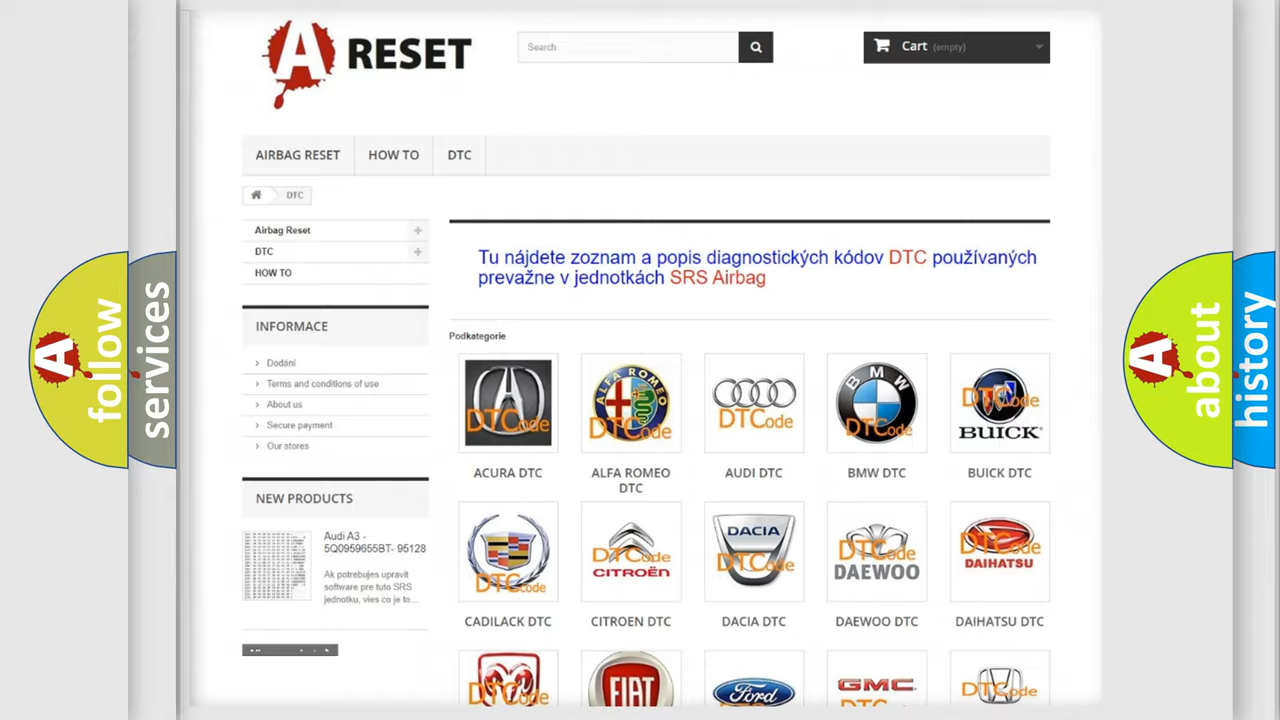 A RESET
Search
Cart (empty)
AIRBAG RESET
HOW TO
DTC
DTC
Airbag Reset
DTC
HOW TO
INFORMACE
Dodání
Terms and conditions of use
About us
Secure payment
Our stores
NEW PRODUCTS
Audi A3 -
5Q0959655BT- 95128
Ak potrebujes upravit
software pre tuto SRS
jednotku, vies co je to...
Tu nájdete zoznam a popis diagnostických kódov DTC používaných
prevažne v jednotkách SRS Airbag
Podkategorie
DTCode
ALFA ROMEO
DTCode
DTCode
BMW
DTCode
DTCode
BUICK
ACURA DTC
ALFA ROMEO
DTC
AUDI DTC
BMW DTC
BUICK DTC
DTCode
DTCode
CITROËN
DACIA
DTCode
DTCode
DAEWOO
DTCode
DAIHATSU
CADILACK DTC
CITROEN DTC
DACIA DTC
DAEWOO DTC
DAIHATSU DTC
DTCode
FIAT
Ford
GMC
DTCode
A follow
services
A about
history